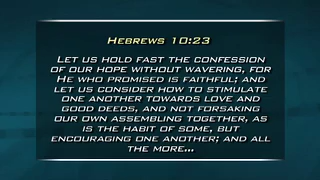 Hebrews 10:23
Let us hold fast the confession
of our hope without wavering, for
He who promised is faithful; and
let us consider how to stimulate
one another towards love and
good deeds, and not forsaking
our own assembling together, as
is the habit of some, but
encouraging one another; and all
the more...